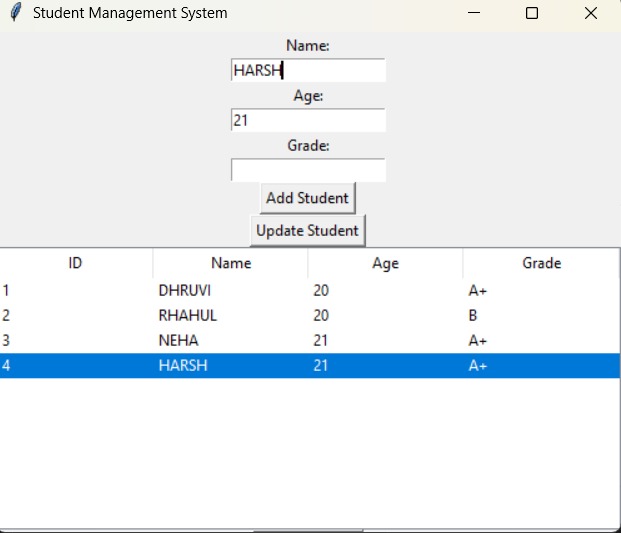 Student Management System
Name:
HARSH
Age:
21
Grade:
Add Student
Update Student
ID Name Age Grade
1 DHRUVI 20 A+
2 RHAHUL 20 B
3 NEHA 21 A+
4 HARSH 21 A+